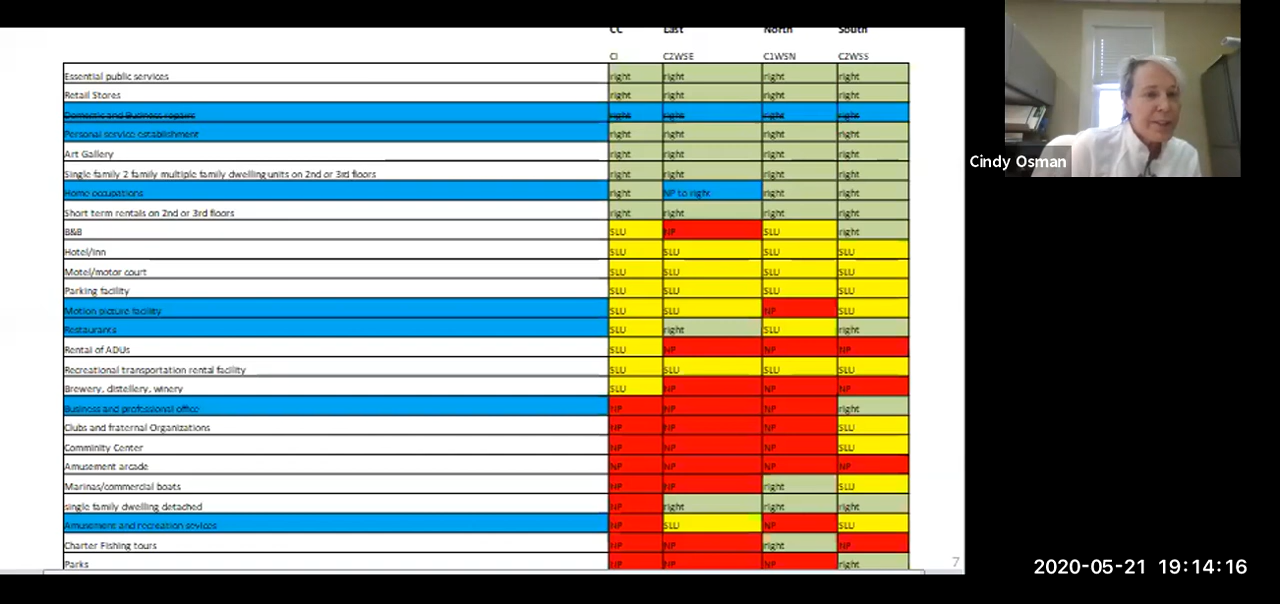 CC East North South
CI C2WSE C1WSN C2WSS
Essential public services right right right right
Retail Stores right right right right
Domestic and Business repairs right right right right
Personal service establishment right right right right
Art Gallery right right right right
Single family 2 family multiple family dwelling units on 2nd or 3rd floors right right right right
Home occupations right NP to right right right
Short term rentals on 2nd or 3rd floors right right right right
B&B SLU NP SLU right
Hotel/inn SLU SLU SLU SLU
Motel/motor court SLU SLU SLU SLU
Parking facility SLU SLU SLU SLU
Motion picture facility SLU SLU NP SLU
Restaurants SLU right SLU right
Rental of ADUs SLU NP NP NP
Recreational transportation rental facility SLU SLU SLU SLU
Brewery, distellery, winery SLU NP NP NP
Business and professional office NP NP NP right
Clubs and fraternal Organizations NP NP NP SLU
Comminity Center NP NP NP SLU
Amusement arcade NP NP NP NP
Marinas/commercial boats NP NP right SLU
single family dwelling detached NP right right right
Amusement and recreation sevices NP SLU NP SLU
Charter Fishing tours NP NP right NP
Parks NP NP NP right
7
Cindy Osman
2020-05-21 19:14:16